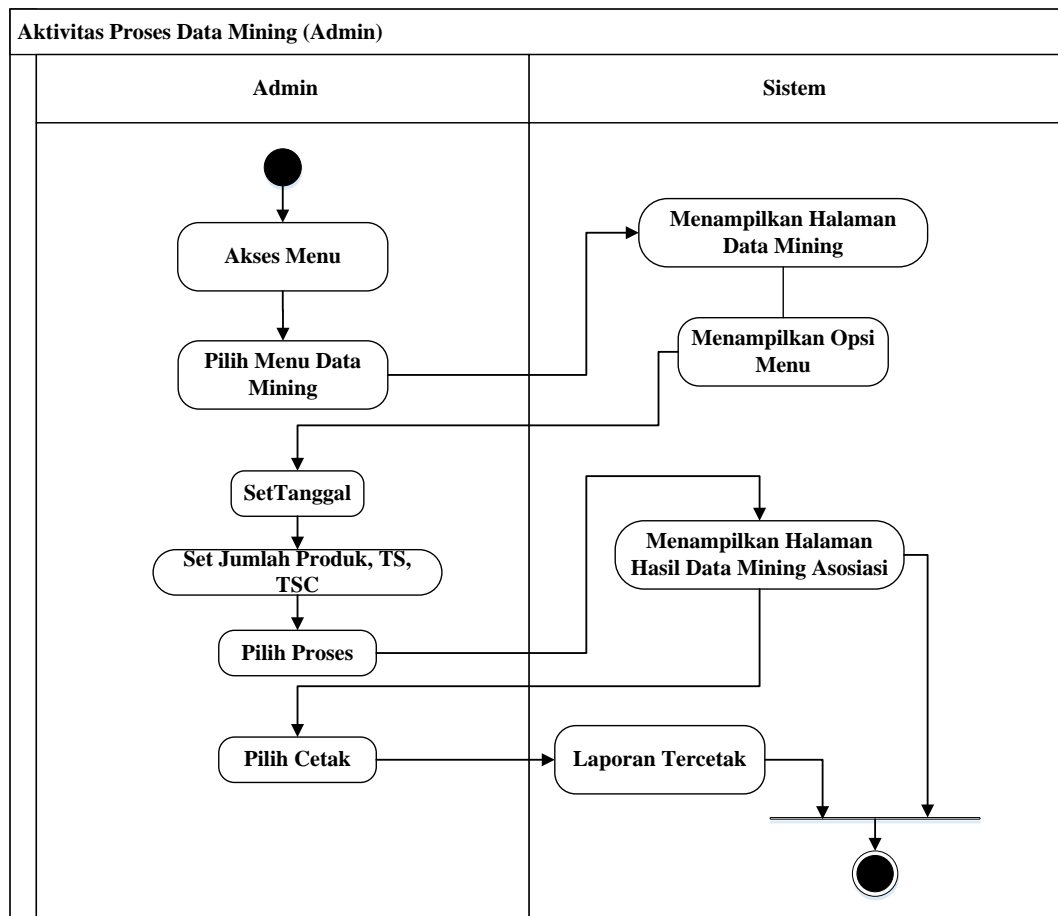 Aktivitas Proses Data Mining (Admin)
Admin
Sistem
Akses Menu
Menampilkan Halaman
Data Mining
Pilih Menu Data
Mining
Menampilkan Opsi
Menu
SetTanggal
Set Jumlah Produk, TS,
TSC
Pilih Proses
Menampilkan Halaman
Hasil Data Mining Asosiasi
Pilih Cetak
Laporan Tercetak